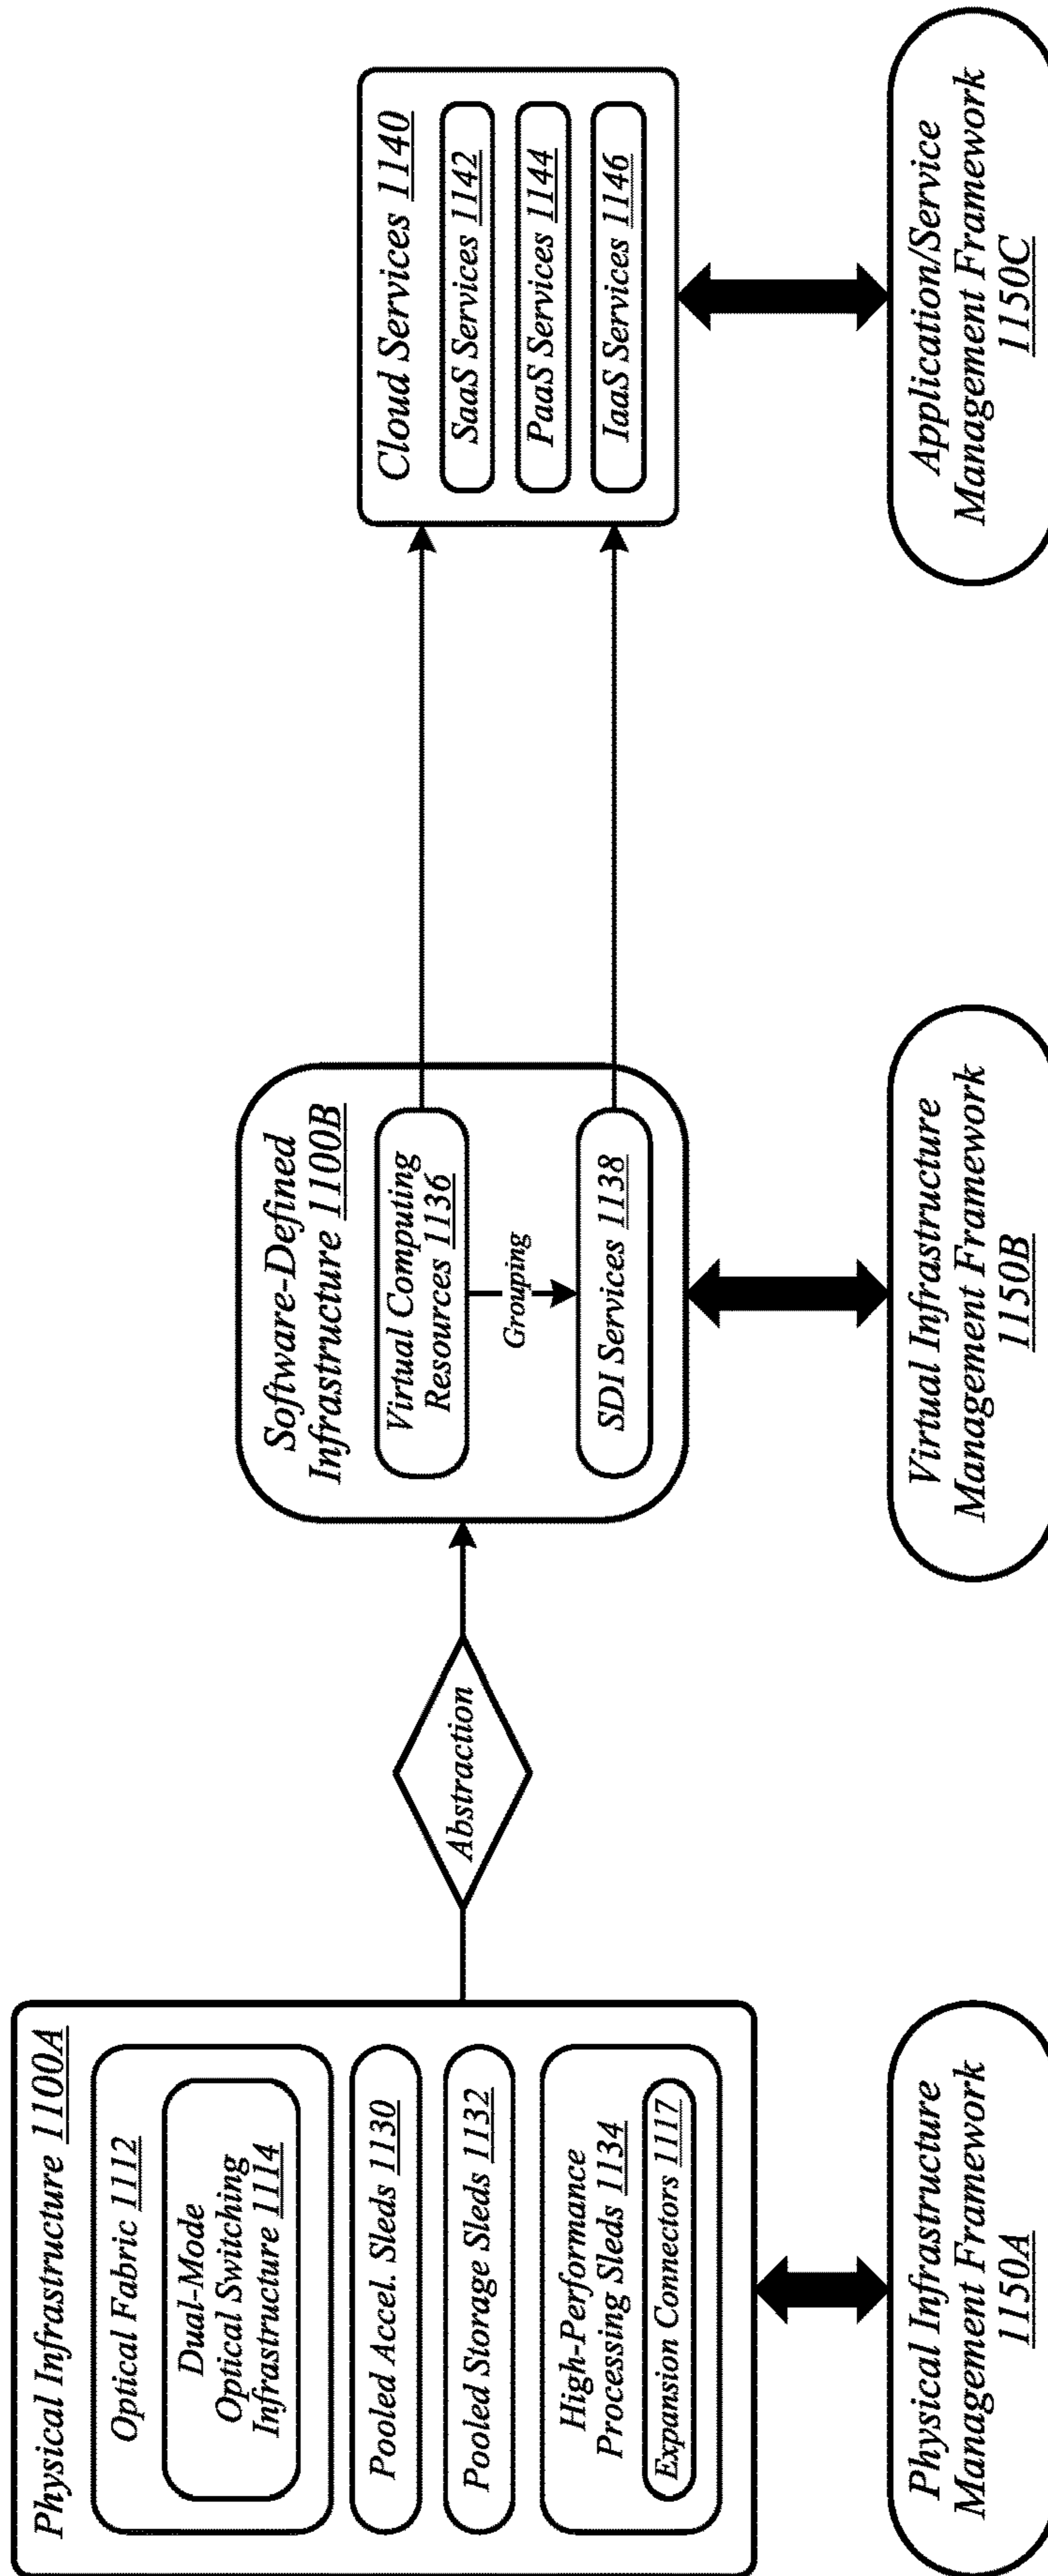 Physical Infrastructure 1100A
Optical Fabric 1112
Dual-Mode
Optical Switching
Infrastructure 1114
Pooled Accel. Sleds 1130
Pooled Storage Sleds 1132
High-Performance
Processing Sleds 1134
Expansion Connectors 1117
Physical Infrastructure
Management Framework
1150A
Abstraction
Software-Defined
Infrastructure 1100B
Virtual Computing
Resources 1136
Grouping
SDI Services 1138
Virtual Infrastructure
Management Framework
1150B
Cloud Services 1140
SaaS Services 1142
PaaS Services 1144
IaaS Services 1146
Application/Service
Management Framework
1150C